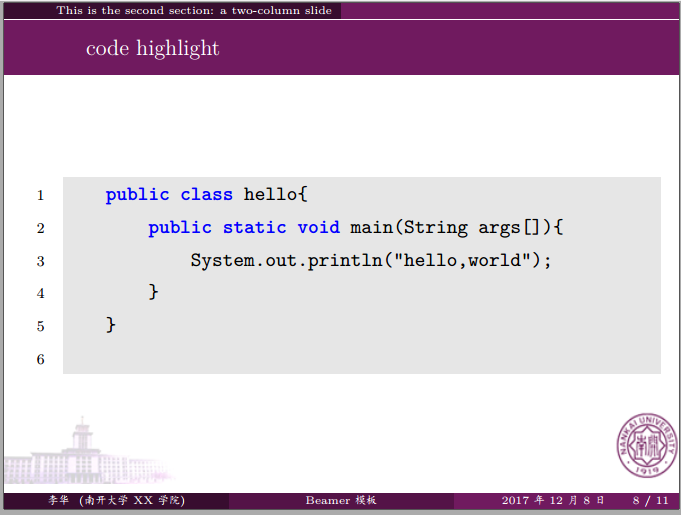 This is the second section: a two-column slide
code highlight
1 public class hello{
2 public static void main(String args[]){
3 System.out.println("hello,world");
4 }
5 }
6
NANKAI UNIVERSITY
南開
1919
李华 (南开大学 XX 学院) Beamer 模板 2017 年 12 月 8 日 8 / 11